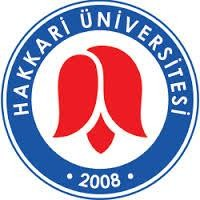 HAKKARİ ÜNİVERSİTESİ
• 2008 •